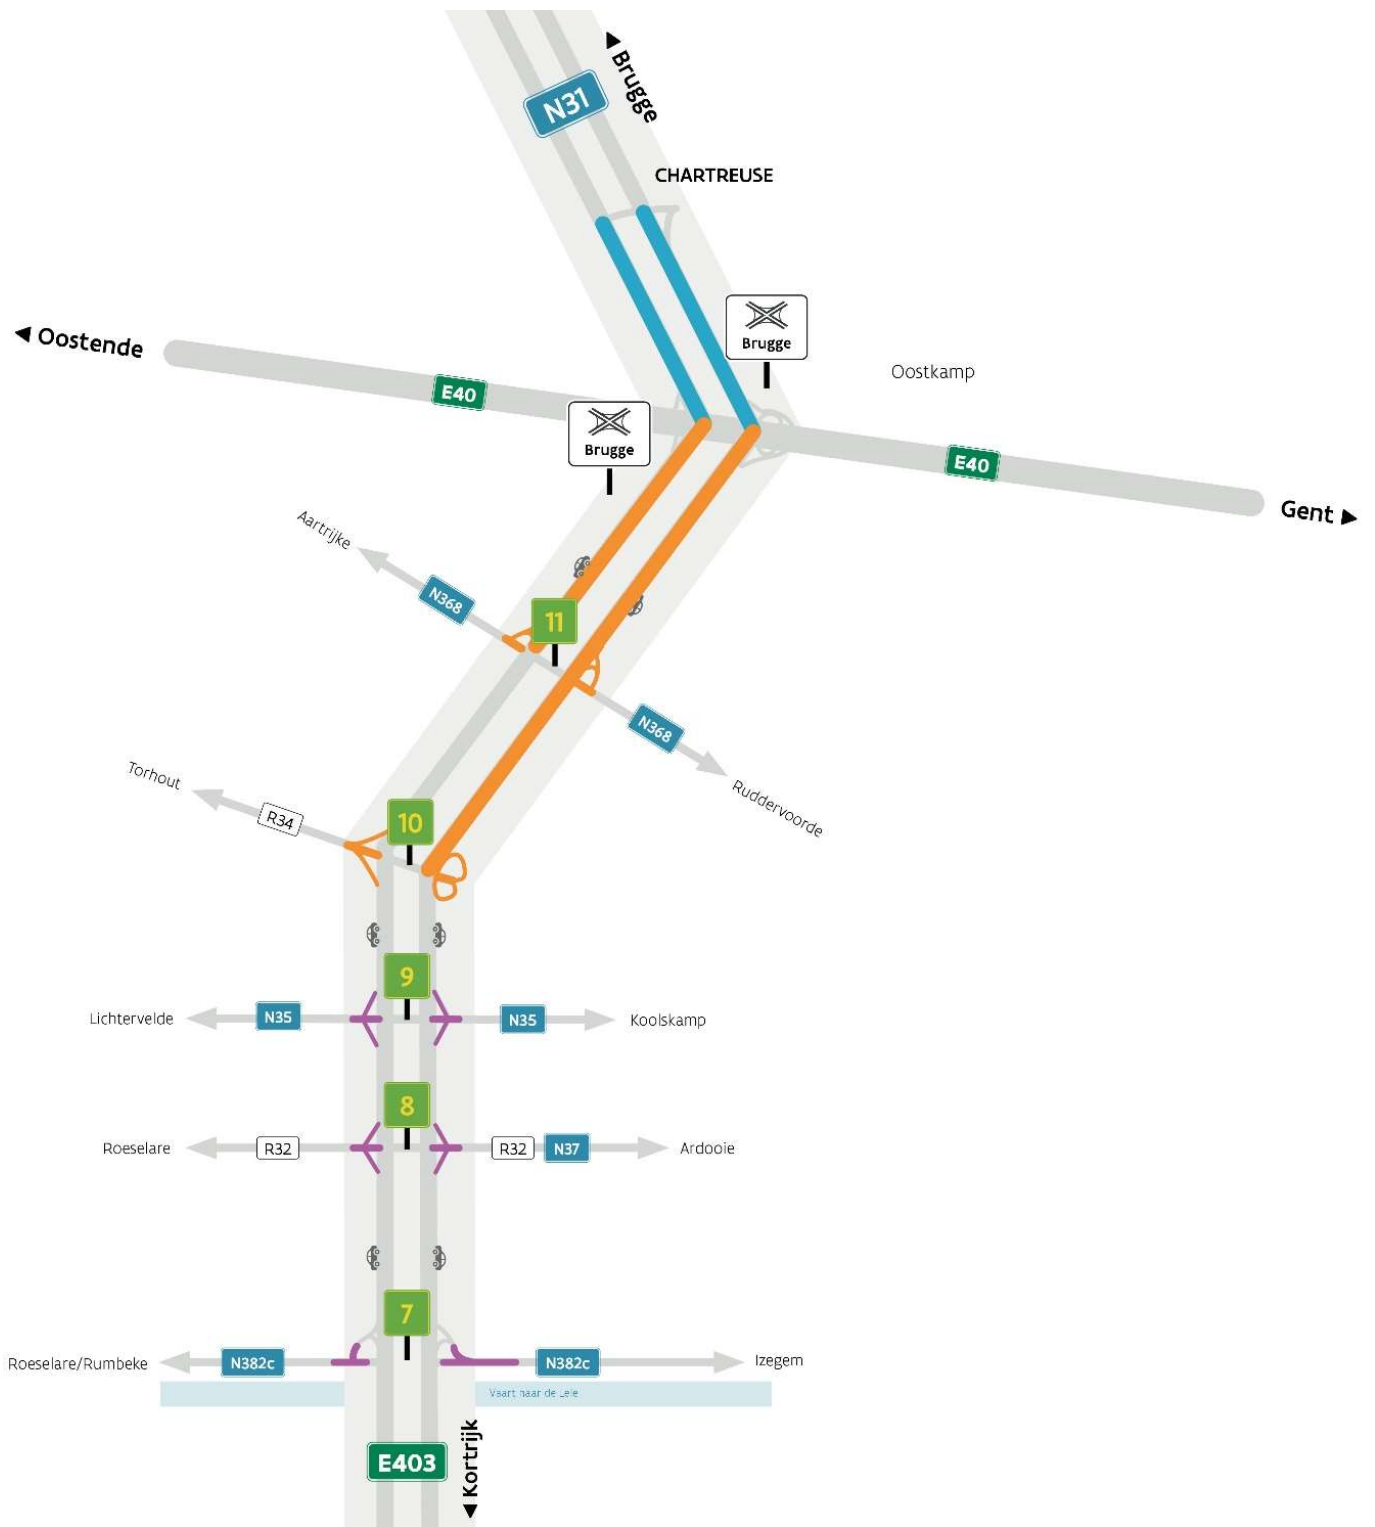 Brugge
N31
CHARTREUSE
Brugge
Oostende
Oostkamp
E40
Brugge
E40
Gent
Aartrijke
N368
11
N368
Ruddervoorde
Torhout
R34
10
9
Lichtervelde
N35
N35
Koolskamp
8
Roeselare
R32
R32
N37
Ardooie
7
Roeselare/Rumbeke
N382c
N382c
Izegem
Vaart naar de Leie
E403
Kortrijk